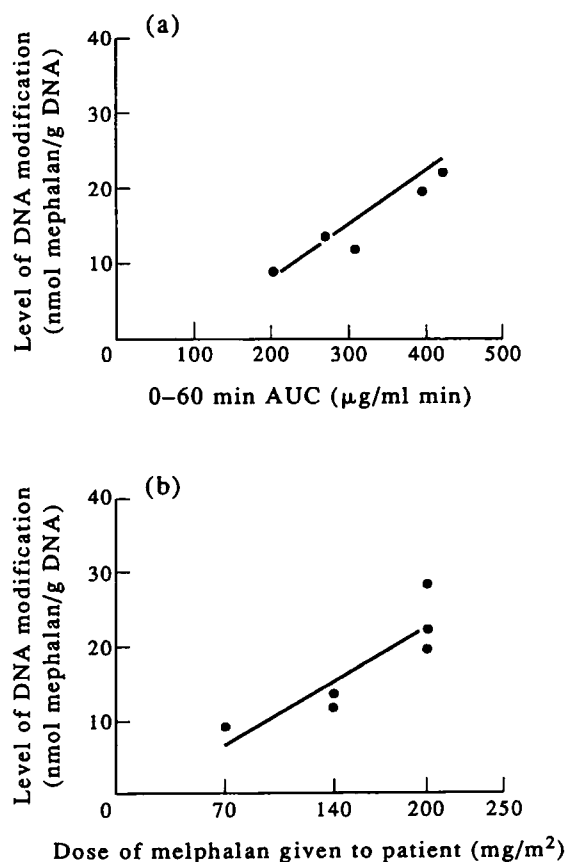 (a)
Level of DNA modification
(nmol mephalan/g DNA)
40
30
20
10
0 100 200 300 400 500
0–60 min AUC (µg/ml min)
(b)
Level of DNA modification
(nmol mephalan/g DNA)
40
30
20
10
0 70 140 200 250
Dose of melphalan given to patient (mg/m²)